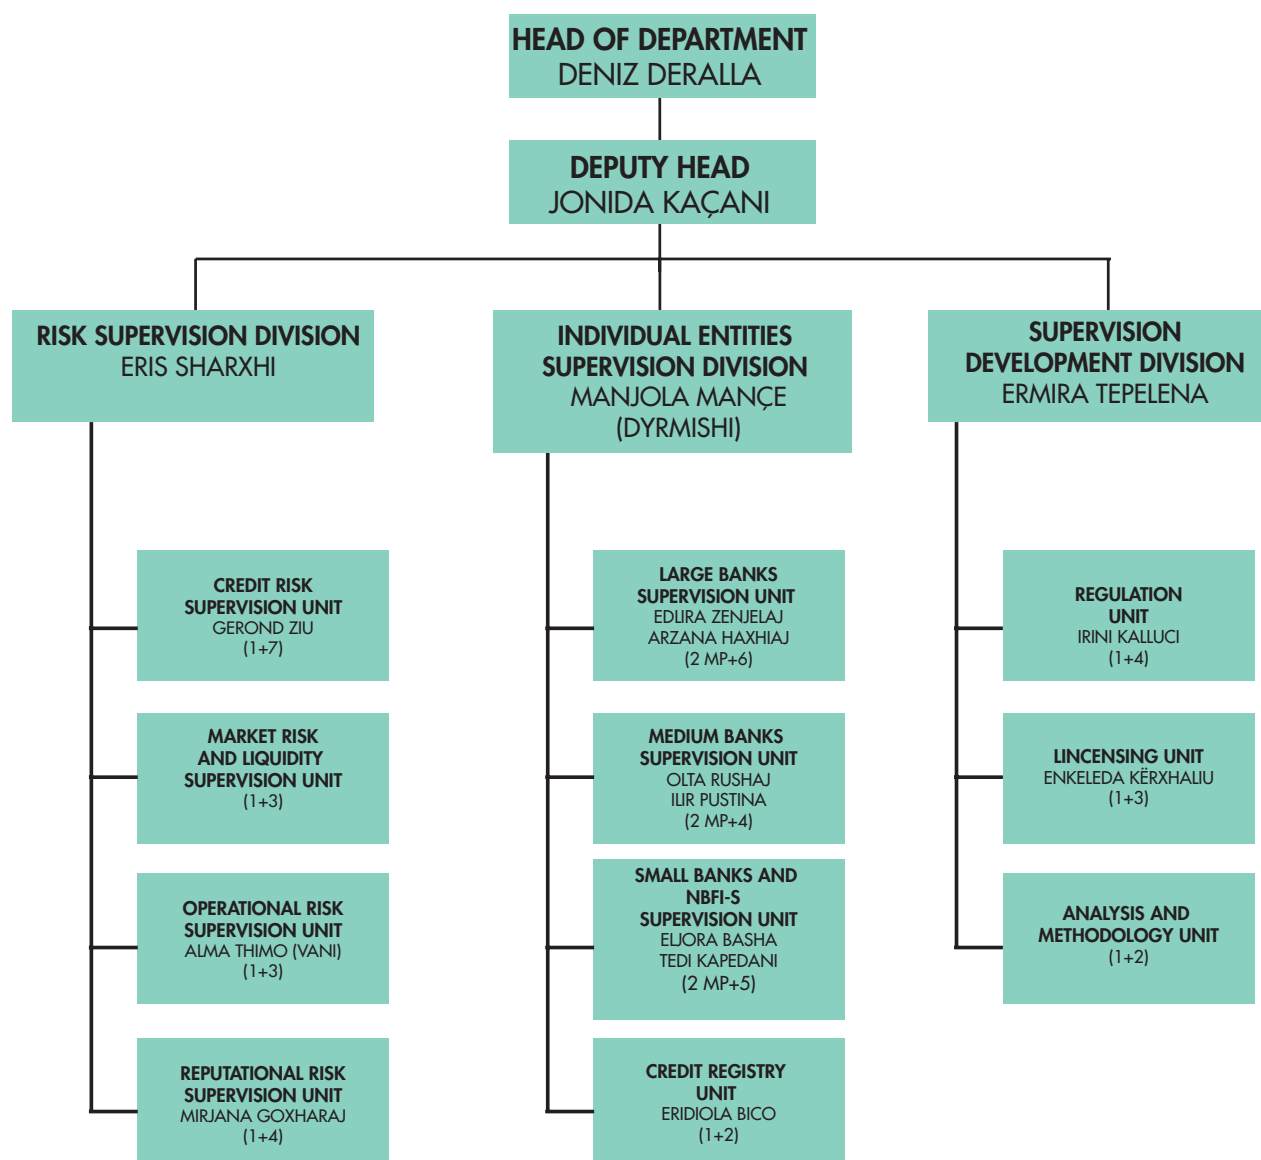 HEAD OF DEPARTMENT
DENIZ DERALLA
DEPUTY HEAD
JONIDA KAÇANI
RISK SUPERVISION DIVISION
ERIS SHARXHI
INDIVIDUAL ENTITIES
SUPERVISION DIVISION
MANJOLA MANÇE
(DYRMISHI)
SUPERVISION
DEVELOPMENT DIVISION
ERMIRA TEPELENA
CREDIT RISK
SUPERVISION UNIT
GEROND ZIU
(1+7)
MARKET RISK
AND LIQUIDITY
SUPERVISION UNIT
(1+3)
OPERATIONAL RISK
SUPERVISION UNIT
ALMA THIMO (VANI)
(1+3)
REPUTATIONAL RISK
SUPERVISION UNIT
MIRJANA GOXHARAJ
(1+4)
LARGE BANKS
SUPERVISION UNIT
EDLIRA ZENJELAJ
ARZANA HAXHIAJ
(2 MP+6)
MEDIUM BANKS
SUPERVISION UNIT
OLTA RUSHAJ
ILIR PUSTINA
(2 MP+4)
SMALL BANKS AND
NBFI-S
SUPERVISION UNIT
ELJORA BASHA
TEDI KAPEDANI
(2 MP+5)
CREDIT REGISTRY
UNIT
ERIDIOLA BICO
(1+2)
REGULATION
UNIT
IRINI KALLUCI
(1+4)
LINCENSING UNIT
ENKELEDA KËRXHALIU
(1+3)
ANALYSIS AND
METHODOLOGY UNIT
(1+2)